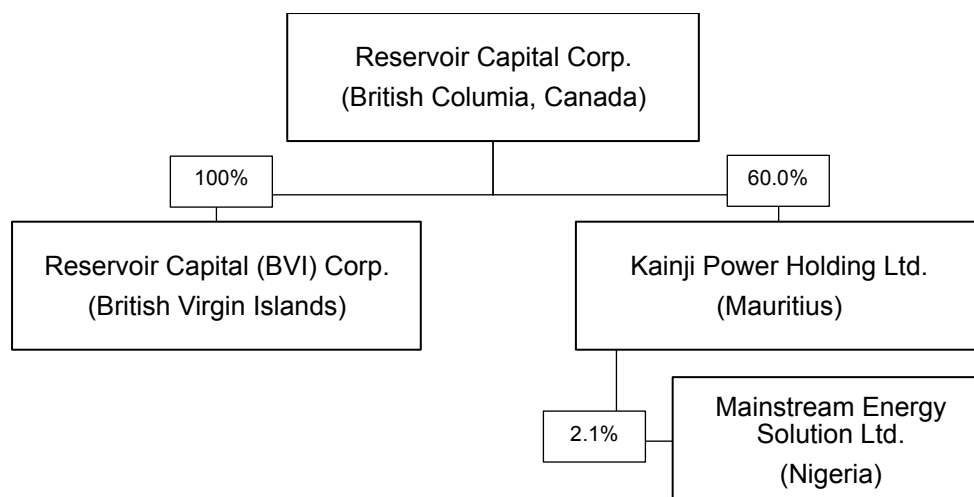 Reservoir Capital Corp.
(British Columia, Canada)
100%
60.0%
Reservoir Capital (BVI) Corp.
(British Virgin Islands)
Kainji Power Holding Ltd.
(Mauritius)
2.1%
Mainstream Energy
Solution Ltd.
(Nigeria)